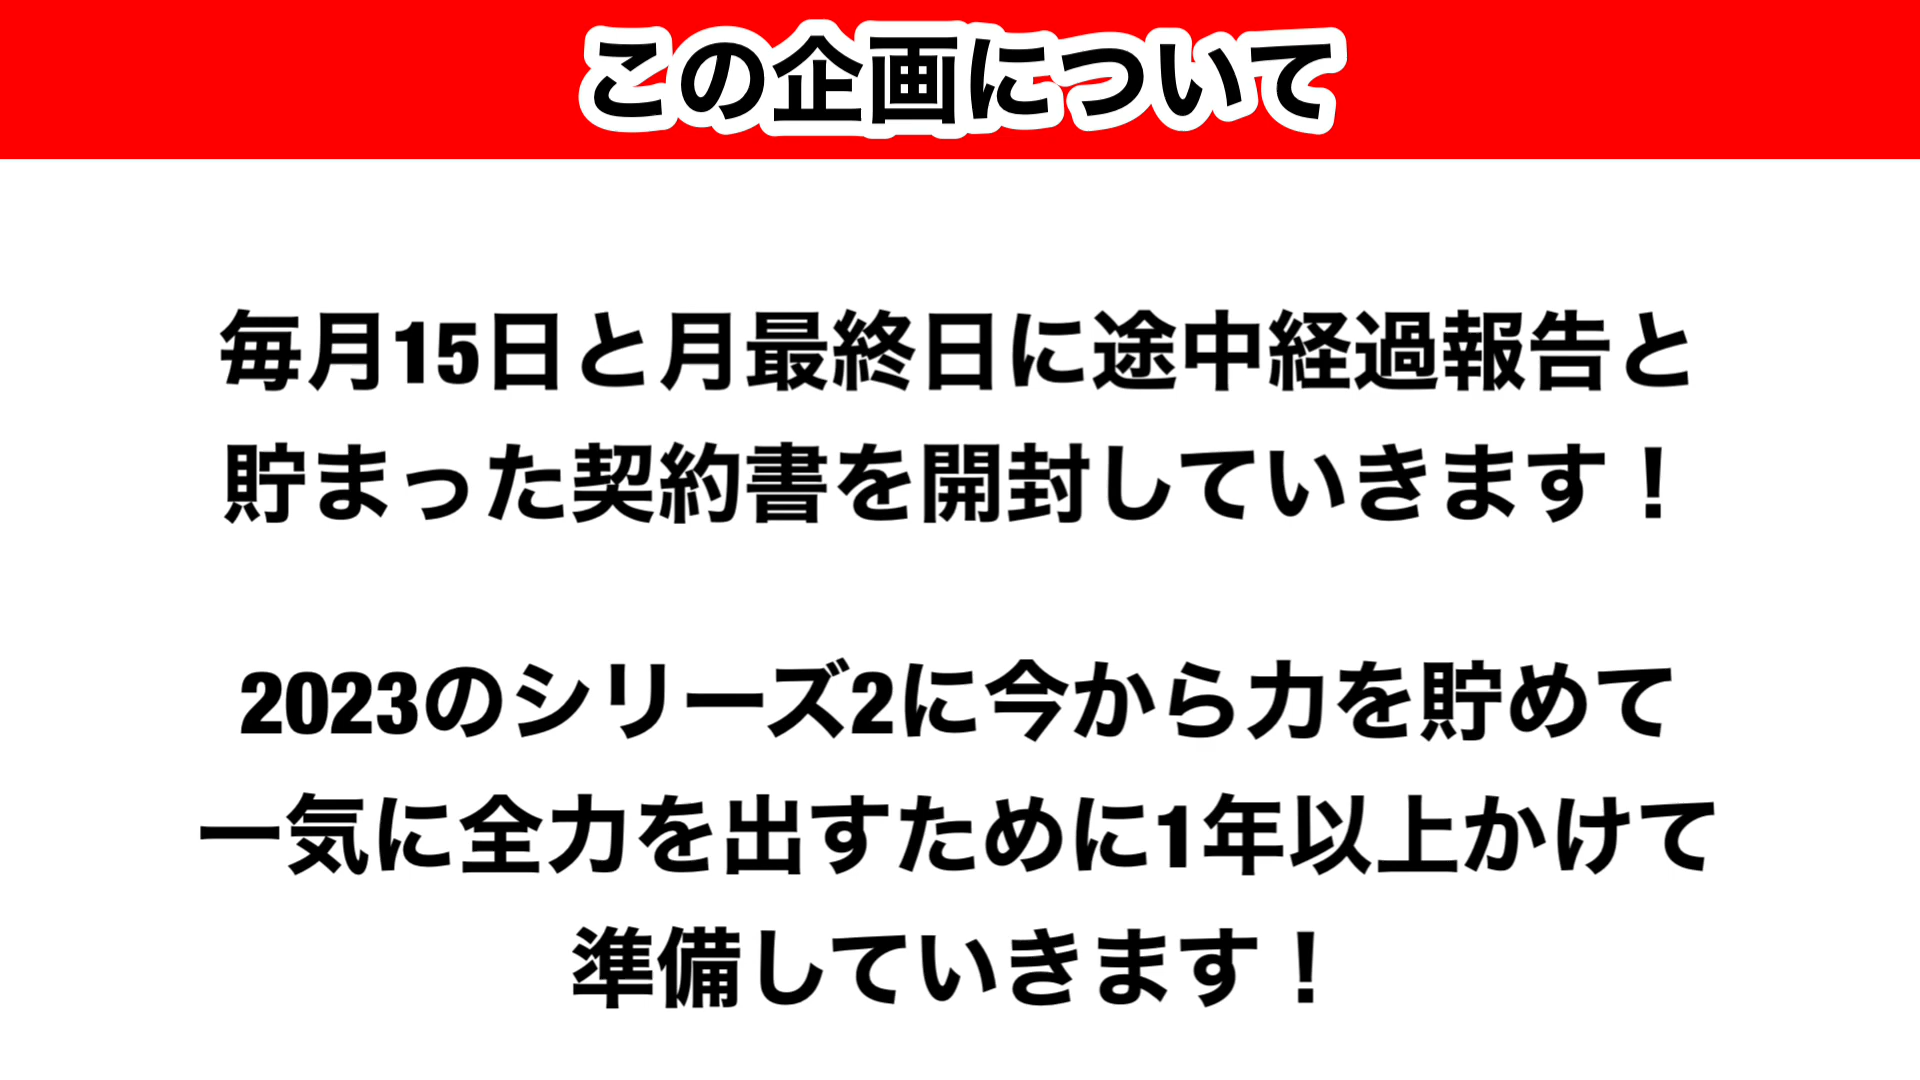 この企画について
毎月15日と月最終日に途中経過報告と
貯まった契約書を開封していきます！
2023のシリーズ2に今から力を貯めて
一気に全力を出すために1年以上かけて
準備していきます！